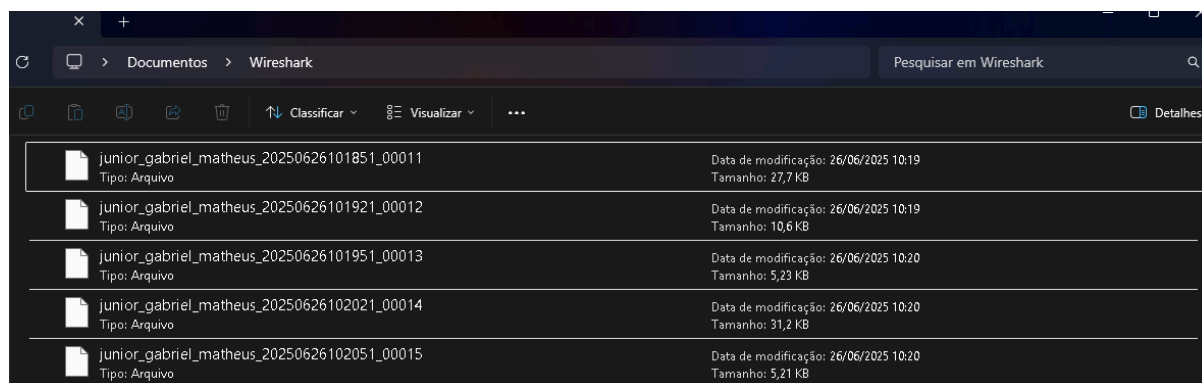 Documentos > Wireshark
Pesquisar em Wireshark
Classificar
Visualizar
Detalhes
junior_gabriel_matheus_20250626101851_00011
Data de modificação: 26/06/2025 10:19
Tipo: Arquivo
Tamanho: 27,7 KB
junior_gabriel_matheus_20250626101921_00012
Data de modificação: 26/06/2025 10:19
Tipo: Arquivo
Tamanho: 10,6 KB
junior_gabriel_matheus_20250626101951_00013
Data de modificação: 26/06/2025 10:20
Tipo: Arquivo
Tamanho: 5,23 KB
junior_gabriel_matheus_20250626102021_00014
Data de modificação: 26/06/2025 10:20
Tipo: Arquivo
Tamanho: 31,2 KB
junior_gabriel_matheus_20250626102051_00015
Data de modificação: 26/06/2025 10:20
Tipo: Arquivo
Tamanho: 5,21 KB